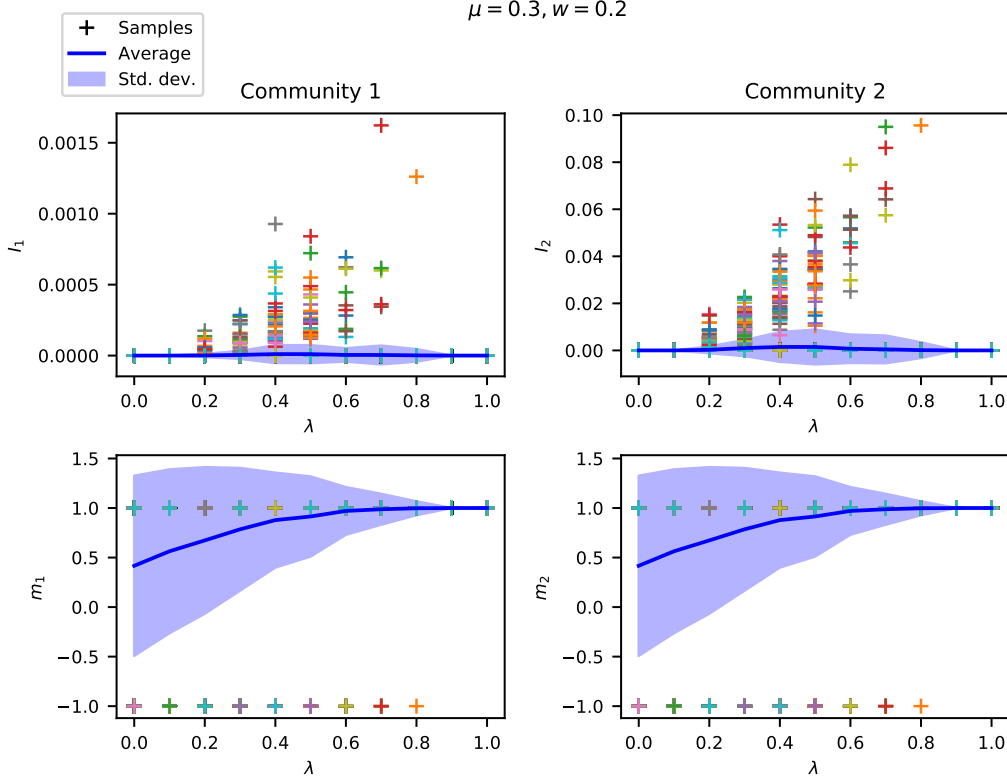 μ = 0.3, w = 0.2
Samples
Average
Std. dev.
Community 1
Community 2
I₁
0.0015
0.0010
0.0005
0.0000
0.0 0.2 0.4 0.6 0.8 1.0
λ
I₂
0.10
0.08
0.06
0.04
0.02
0.00
0.0 0.2 0.4 0.6 0.8 1.0
λ
m₁
1.5
1.0
0.5
0.0
−0.5
−1.0
0.0 0.2 0.4 0.6 0.8 1.0
λ
m₂
1.5
1.0
0.5
0.0
−0.5
−1.0
0.0 0.2 0.4 0.6 0.8 1.0
λ